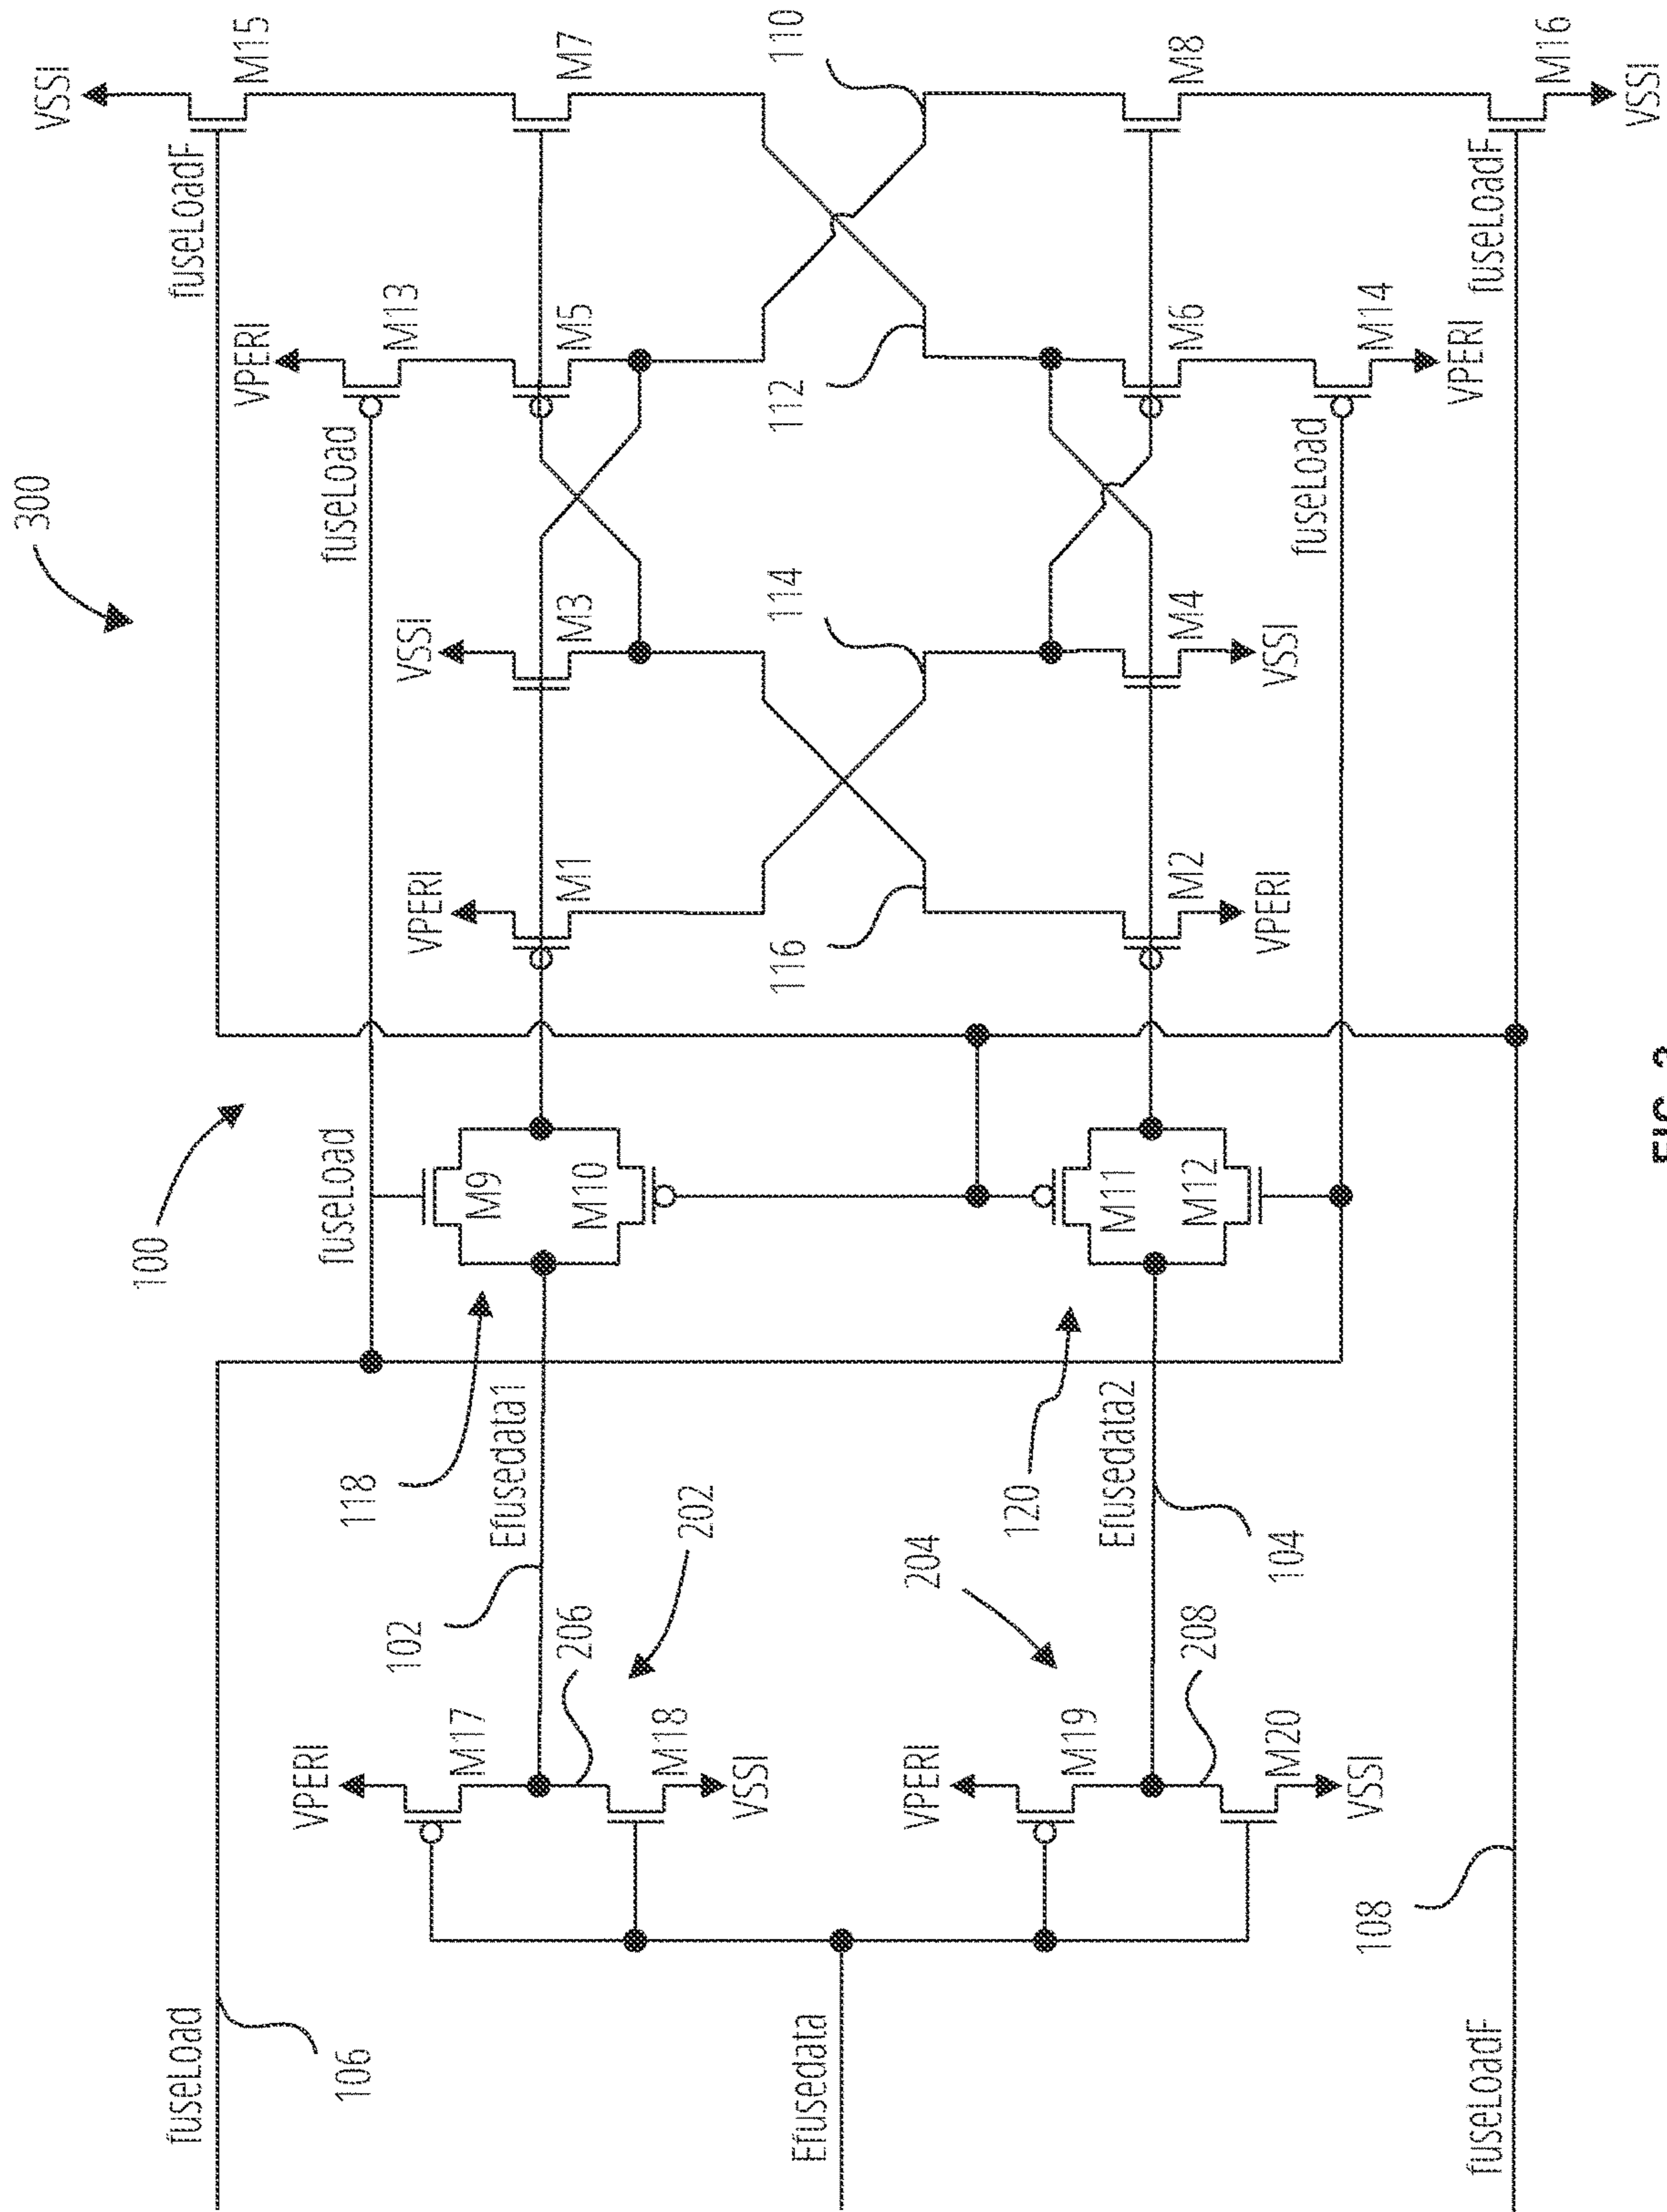 300
100
fuseLoad
106
Efusedata
fuseLoadF
108
VPERI
M17
206
M18
VSSI
202
102
Efusedata1
118
VPERI
M19
208
M20
VSSI
204
104
Efusedata2
120
fuseLoad
M9
M10
M11
M12
VPERI
M1
116
M2
VPERI
VSSI
M3
114
M4
VSSI
fuseLoad
VPERI
M13
M5
112
M6
M14
VPERI
fuseLoad
fuseLoadF
VSSI
M15
M7
110
M8
M16
VSSI
fuseLoadF